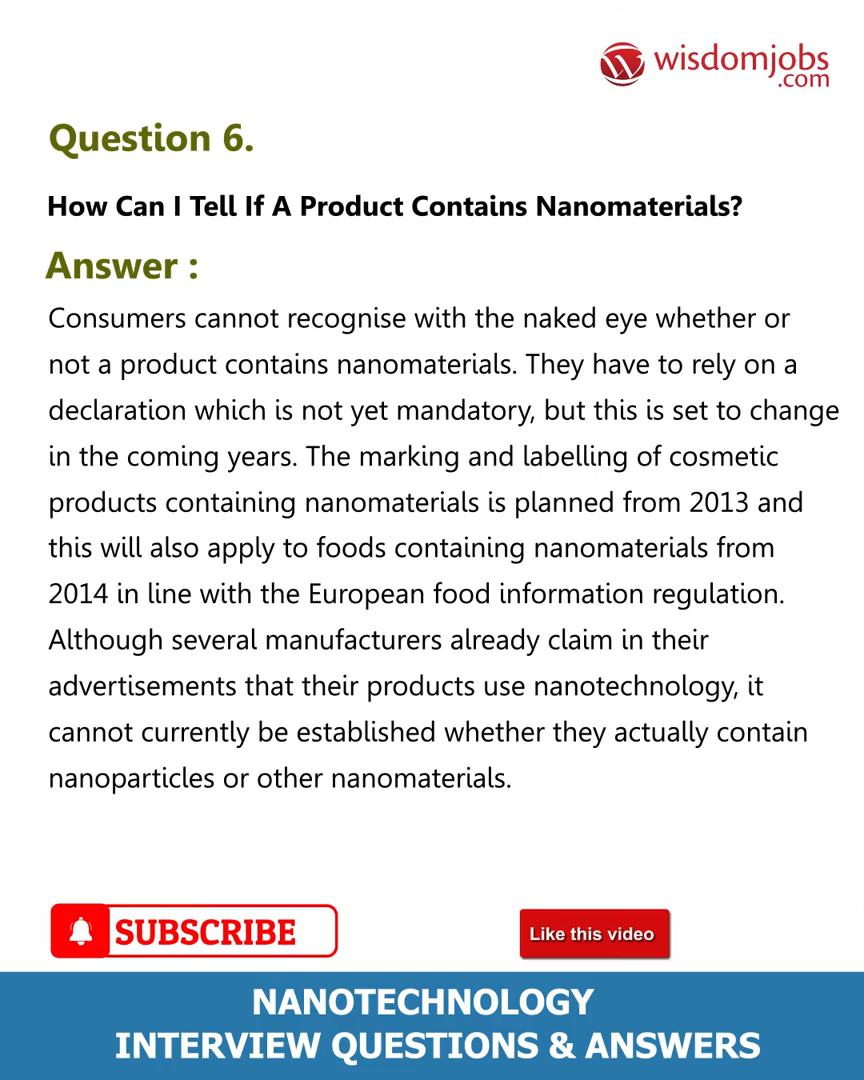 wisdomjobs
.com
Question 6.
How Can I Tell If A Product Contains Nanomaterials?
Answer :
Consumers cannot recognise with the naked eye whether or
not a product contains nanomaterials. They have to rely on a
declaration which is not yet mandatory, but this is set to change
in the coming years. The marking and labelling of cosmetic
products containing nanomaterials is planned from 2013 and
this will also apply to foods containing nanomaterials from
2014 in line with the European food information regulation.
Although several manufacturers already claim in their
advertisements that their products use nanotechnology, it
cannot currently be established whether they actually contain
nanoparticles or other nanomaterials.
SUBSCRIBE
Like this video
NANOTECHNOLOGY
INTERVIEW QUESTIONS & ANSWERS